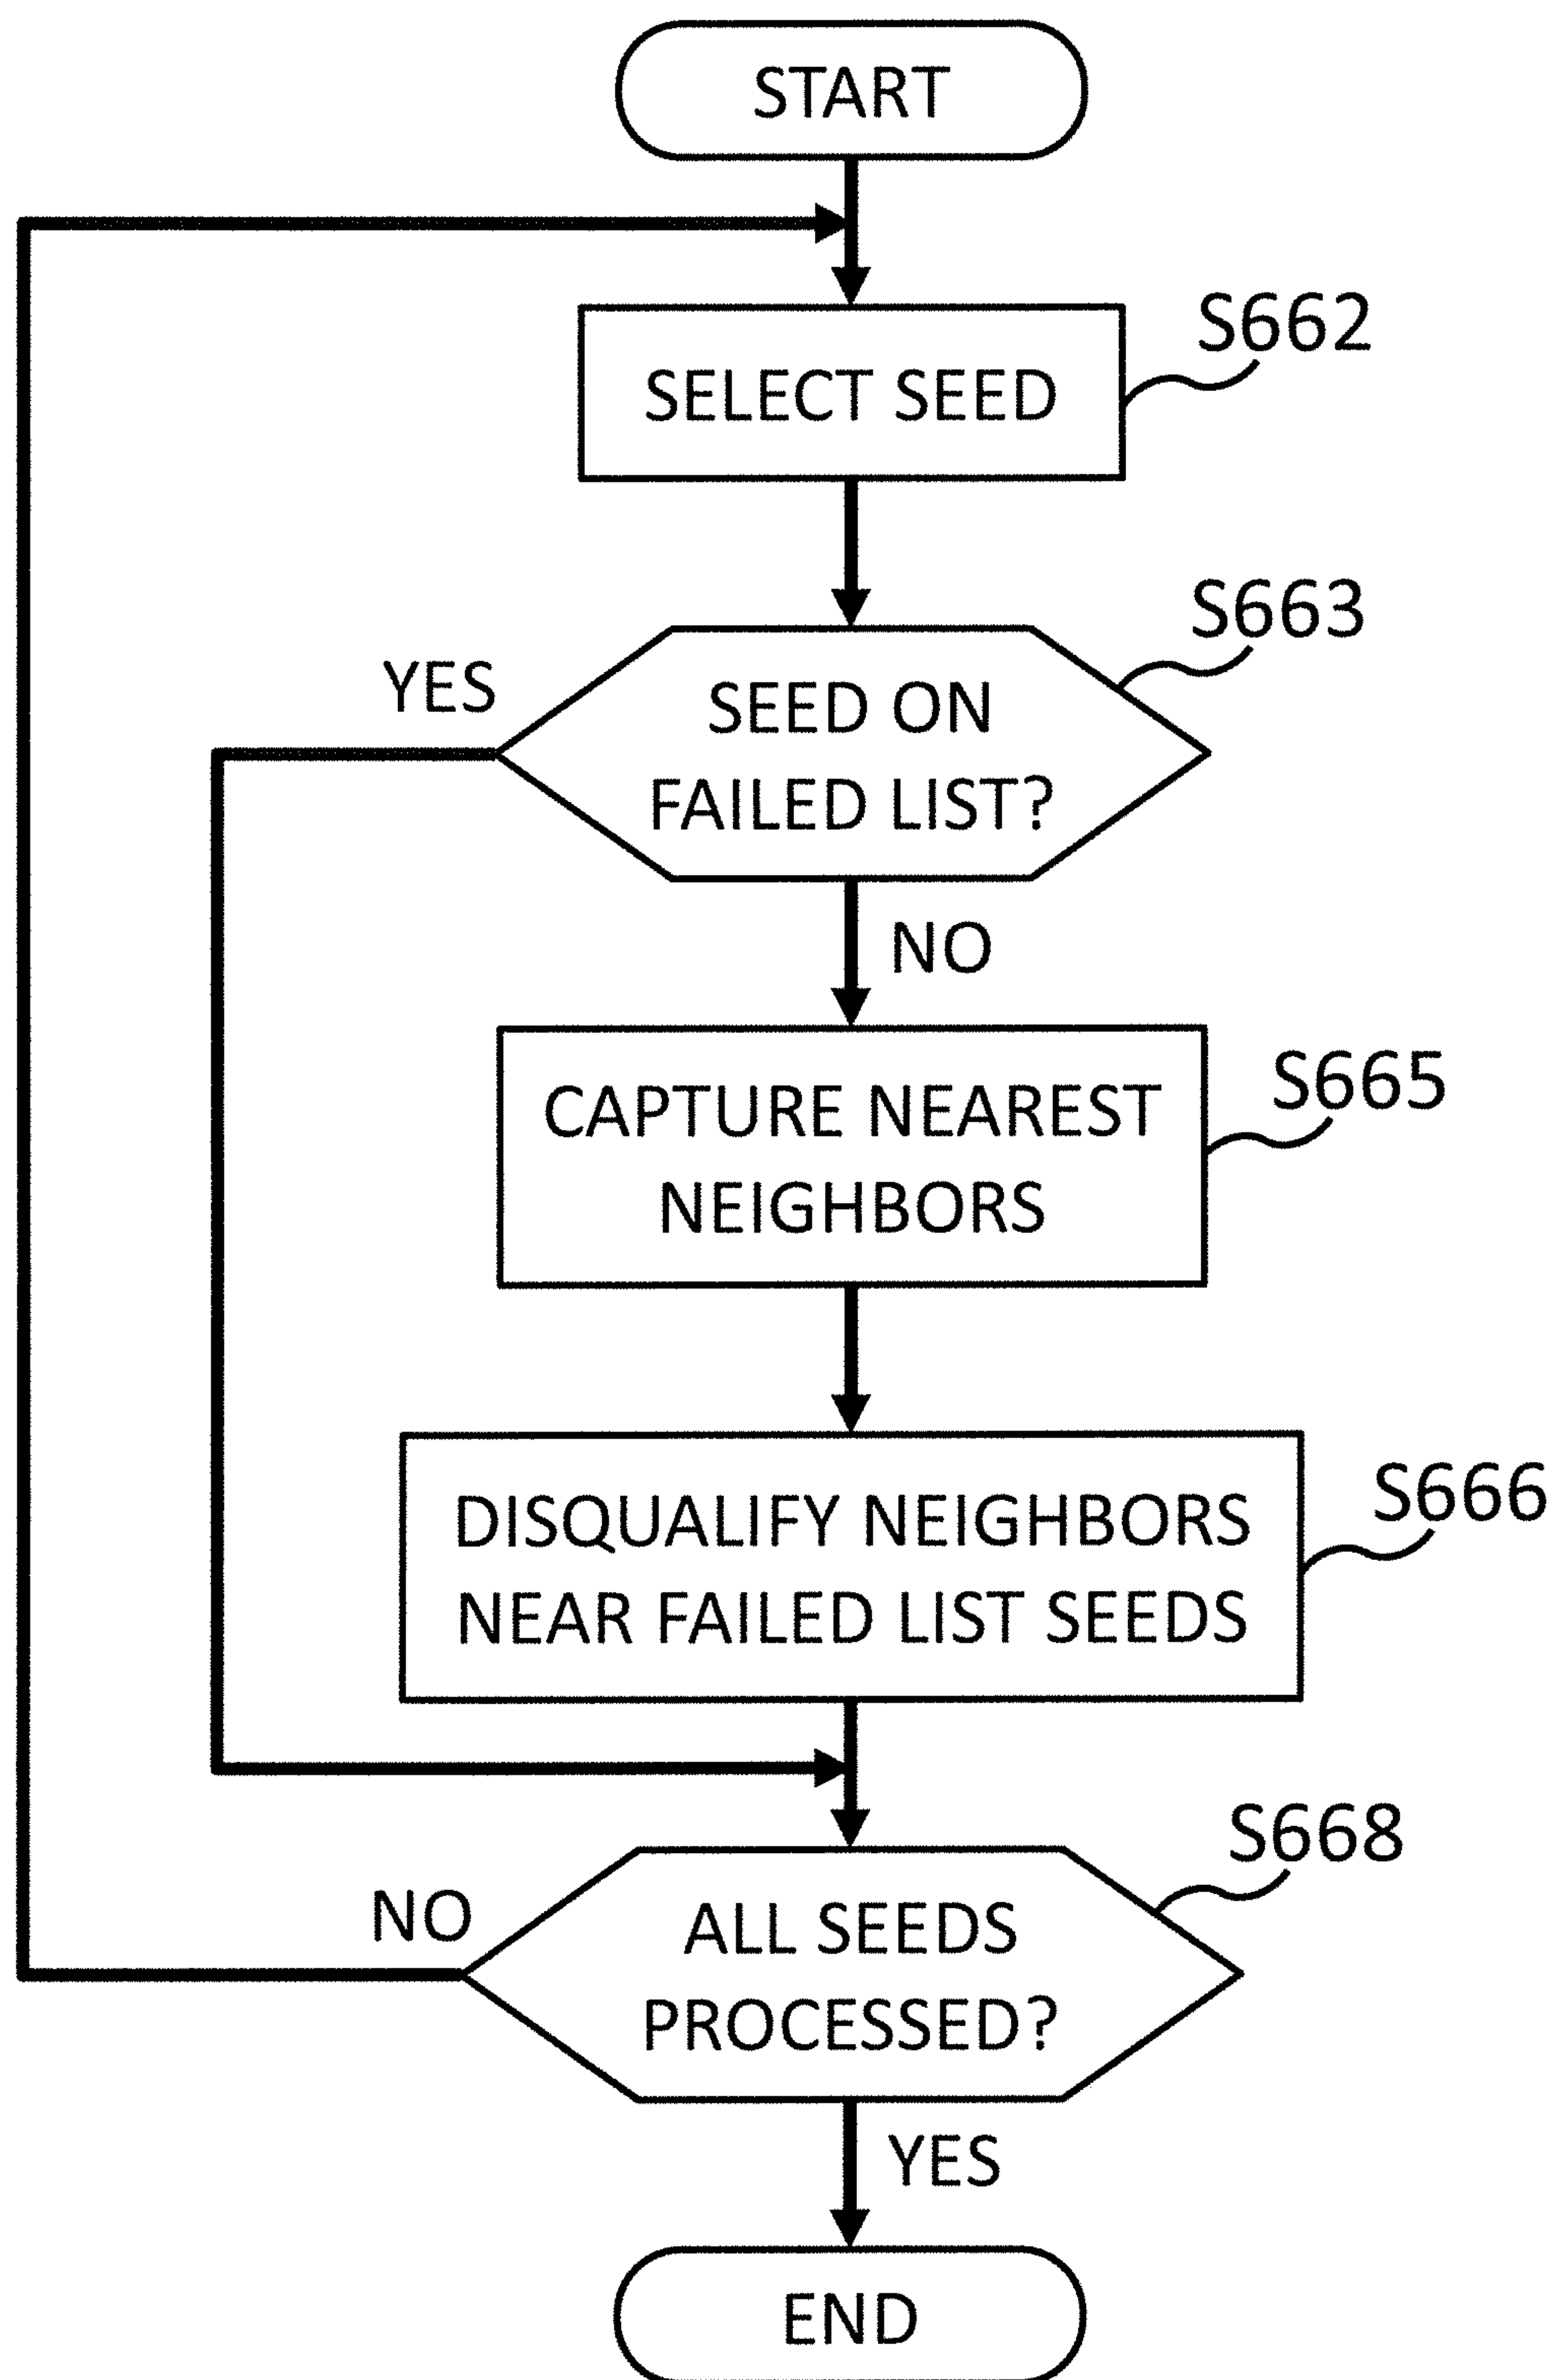 START
SELECT SEED
S662
S663
YES
SEED ON
FAILED LIST?
NO
CAPTURE NEAREST
NEIGHBORS
S665
DISQUALIFY NEIGHBORS
NEAR FAILED LIST SEEDS
S666
S668
NO
ALL SEEDS
PROCESSED?
YES
END